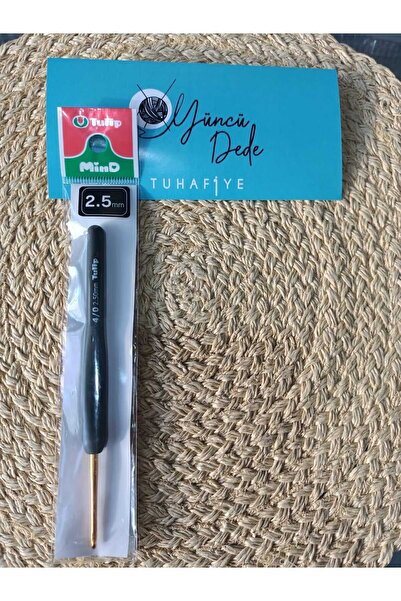 Yüncü
Dede
TUHAFİYE
Tulip
MinD
2.5mm
4/0 2.50mm Tulip